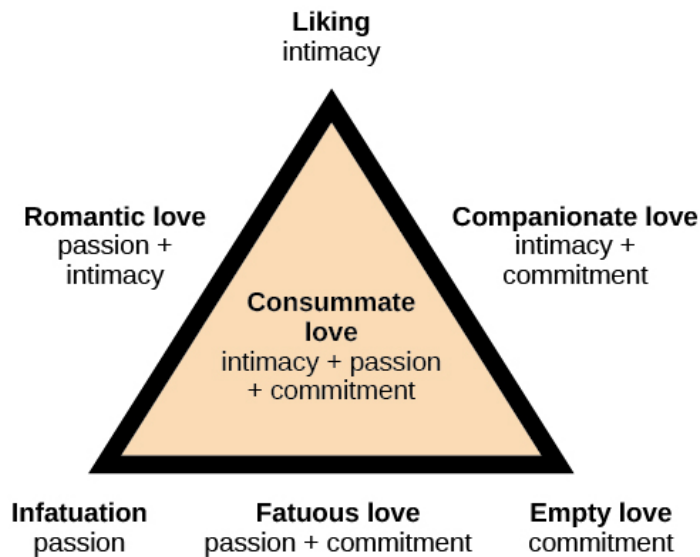 Liking
intimacy
Romantic love
passion +
intimacy
Companionate love
intimacy +
commitment
Consummate
love
intimacy + passion
+ commitment
Infatuation
passion
Fatuous love
passion + commitment
Empty love
commitment